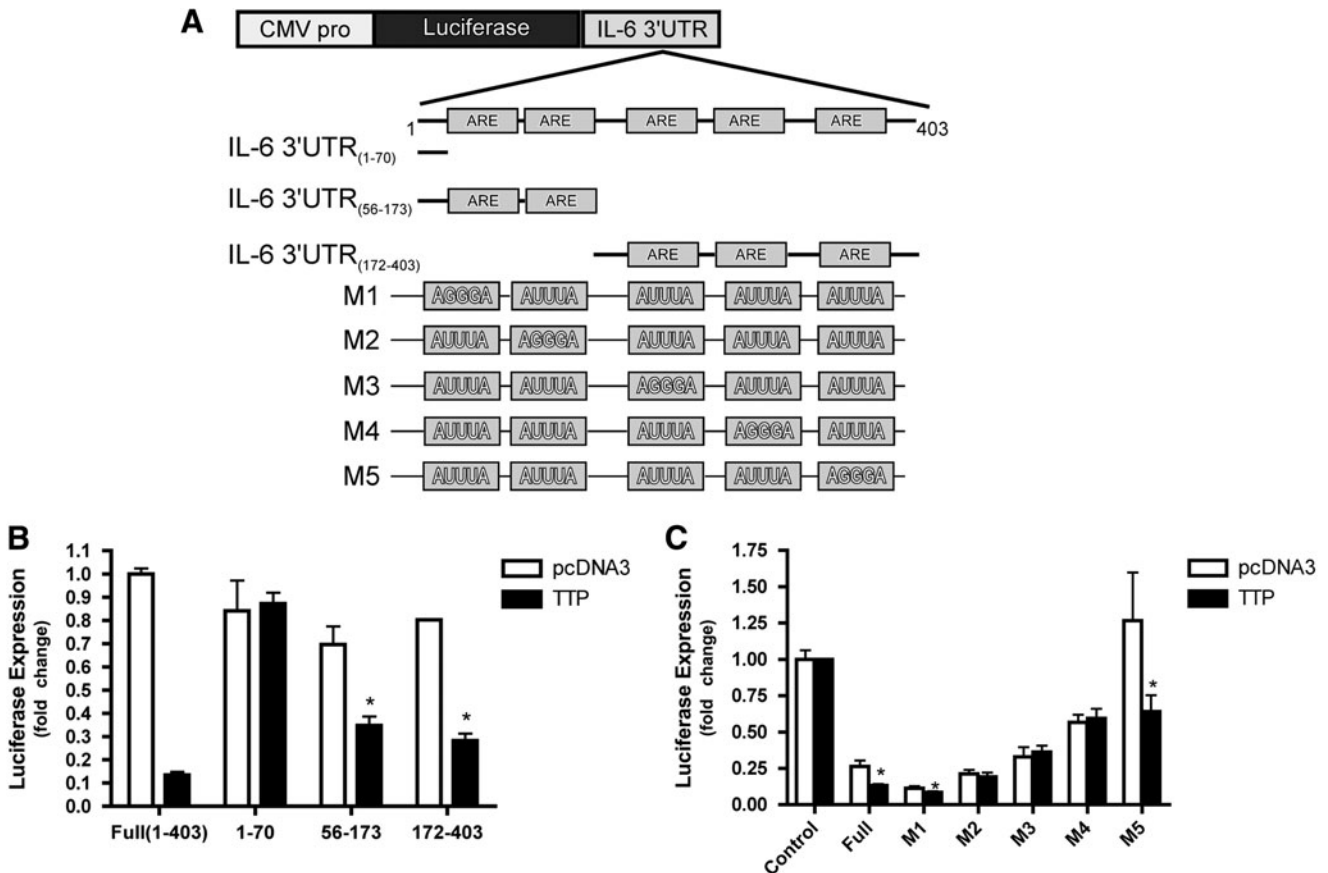 A
CMV pro Luciferase IL-6 3'UTR
ARE ARE ARE ARE ARE
1 403
IL-6 3'UTR(1-70)
IL-6 3'UTR(56-173) ARE ARE
IL-6 3'UTR(172-403) ARE ARE ARE
M1 AGGGA AUUUA AUUUA AUUUA AUUUA
M2 AUUUA AGGGA AUUUA AUUUA AUUUA
M3 AUUUA AUUUA AGGGA AUUUA AUUUA
M4 AUUUA AUUUA AUUUA AGGGA AUUUA
M5 AUUUA AUUUA AUUUA AUUUA AGGGA
B
Luciferase Expression
(fold change)
1.1
1.0
0.9
0.8
0.7
0.6
0.5
0.4
0.3
0.2
0.1
0.0
* *
Full(1-403) 1-70 56-173 172-403
pcDNA3
TTP
C
Luciferase Expression
(fold change)
1.75
1.50
1.25
1.00
0.75
0.50
0.25
0.00
* * *
Control Full M1 M2 M3 M4 M5
pcDNA3
TTP